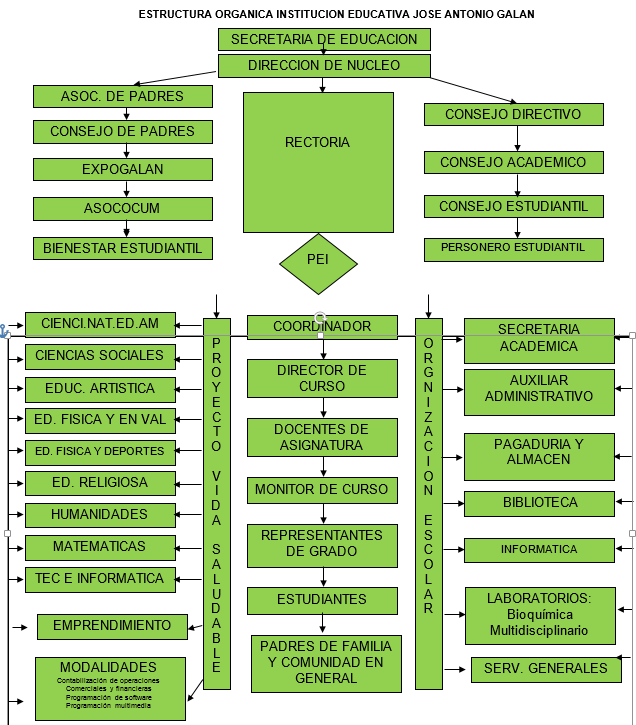 ESTRUCTURA ORGANICA INSTITUCION EDUCATIVA JOSE ANTONIO GALAN
SECRETARIA DE EDUCACION
DIRECCION DE NUCLEO
ASOC. DE PADRES
CONSEJO DE PADRES
EXPOGALAN
ASOCOCUM
BIENESTAR ESTUDIANTIL
RECTORIA
PEI
CONSEJO DIRECTIVO
CONSEJO ACADEMICO
CONSEJO ESTUDIANTIL
PERSONERO ESTUDIANTIL
CIENCI.NAT.ED.AM
CIENCIAS SOCIALES
EDUC. ARTISTICA
ED. FISICA Y EN VAL
ED. FISICA Y DEPORTES
ED. RELIGIOSA
HUMANIDADES
MATEMATICAS
TEC E INFORMATICA
EMPRENDIMIENTO
MODALIDADES
Contabilización de operaciones
Comerciales y financieras
Programación de software
Programación multimedia
PROYECTO VIDA SALUDABLE
COORDINADOR
DIRECTOR DE
CURSO
DOCENTES DE
ASIGNATURA
MONITOR DE CURSO
REPRESENTANTES
DE GRADO
ESTUDIANTES
PADRES DE FAMILIA
Y COMUNIDAD EN
GENERAL
ORGNIZACION ESCOLAR
SECRETARIA
ACADEMICA
AUXILIAR
ADMINISTRATIVO
PAGADURIA Y
ALMACEN
BIBLIOTECA
INFORMATICA
LABORATORIOS:
Bioquímica
Multidisciplinario
SERV. GENERALES